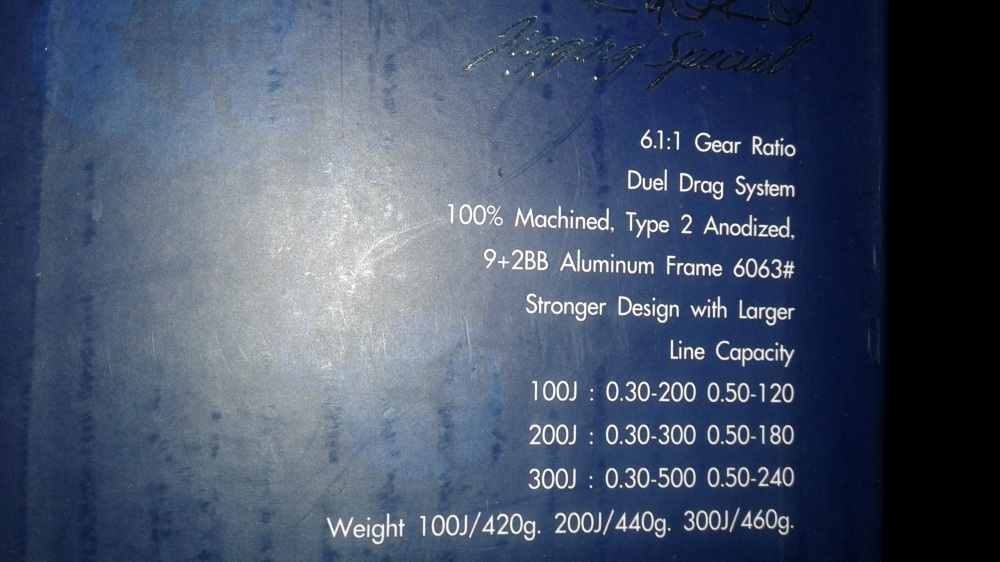 Jigging Special
6.1:1 Gear Ratio
Duel Drag System
100% Machined, Type 2 Anodized,
9+2BB Aluminum Frame 6063#
Stronger Design with Larger
Line Capacity
100J : 0.30-200 0.50-120
200J : 0.30-300 0.50-180
300J : 0.30-500 0.50-240
Weight 100J/420g. 200J/440g. 300J/460g.